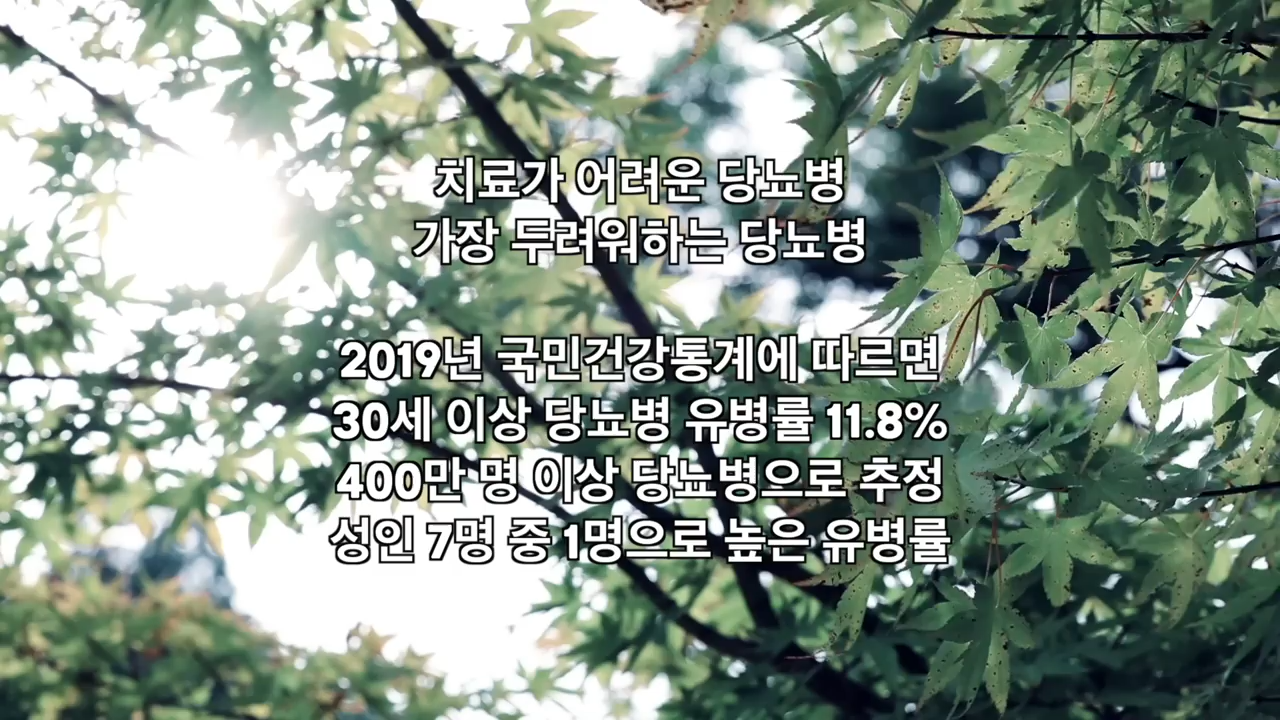 치료가 어려운 당뇨병
가장 두려워하는 당뇨병
2019년 국민건강통계에 따르면
30세 이상 당뇨병 유병률 11.8%
400만 명 이상 당뇨병으로 추정
성인 7명 중 1명으로 높은 유병률